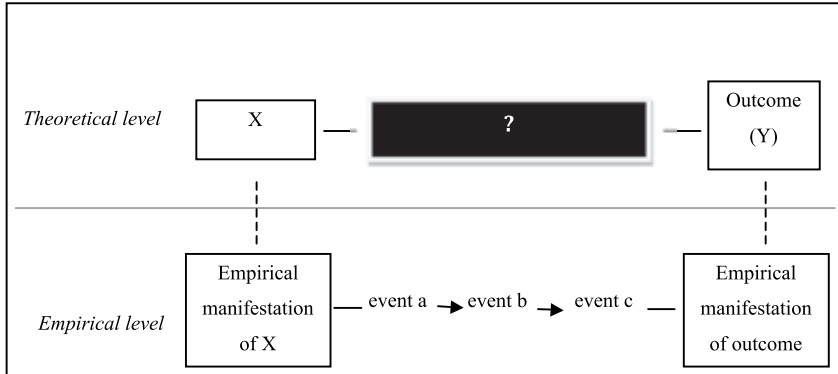 Theoretical level
X
?
Outcome
(Y)
Empirical level
Empirical
manifestation
of X
event a
event b
event c
Empirical
manifestation
of outcome